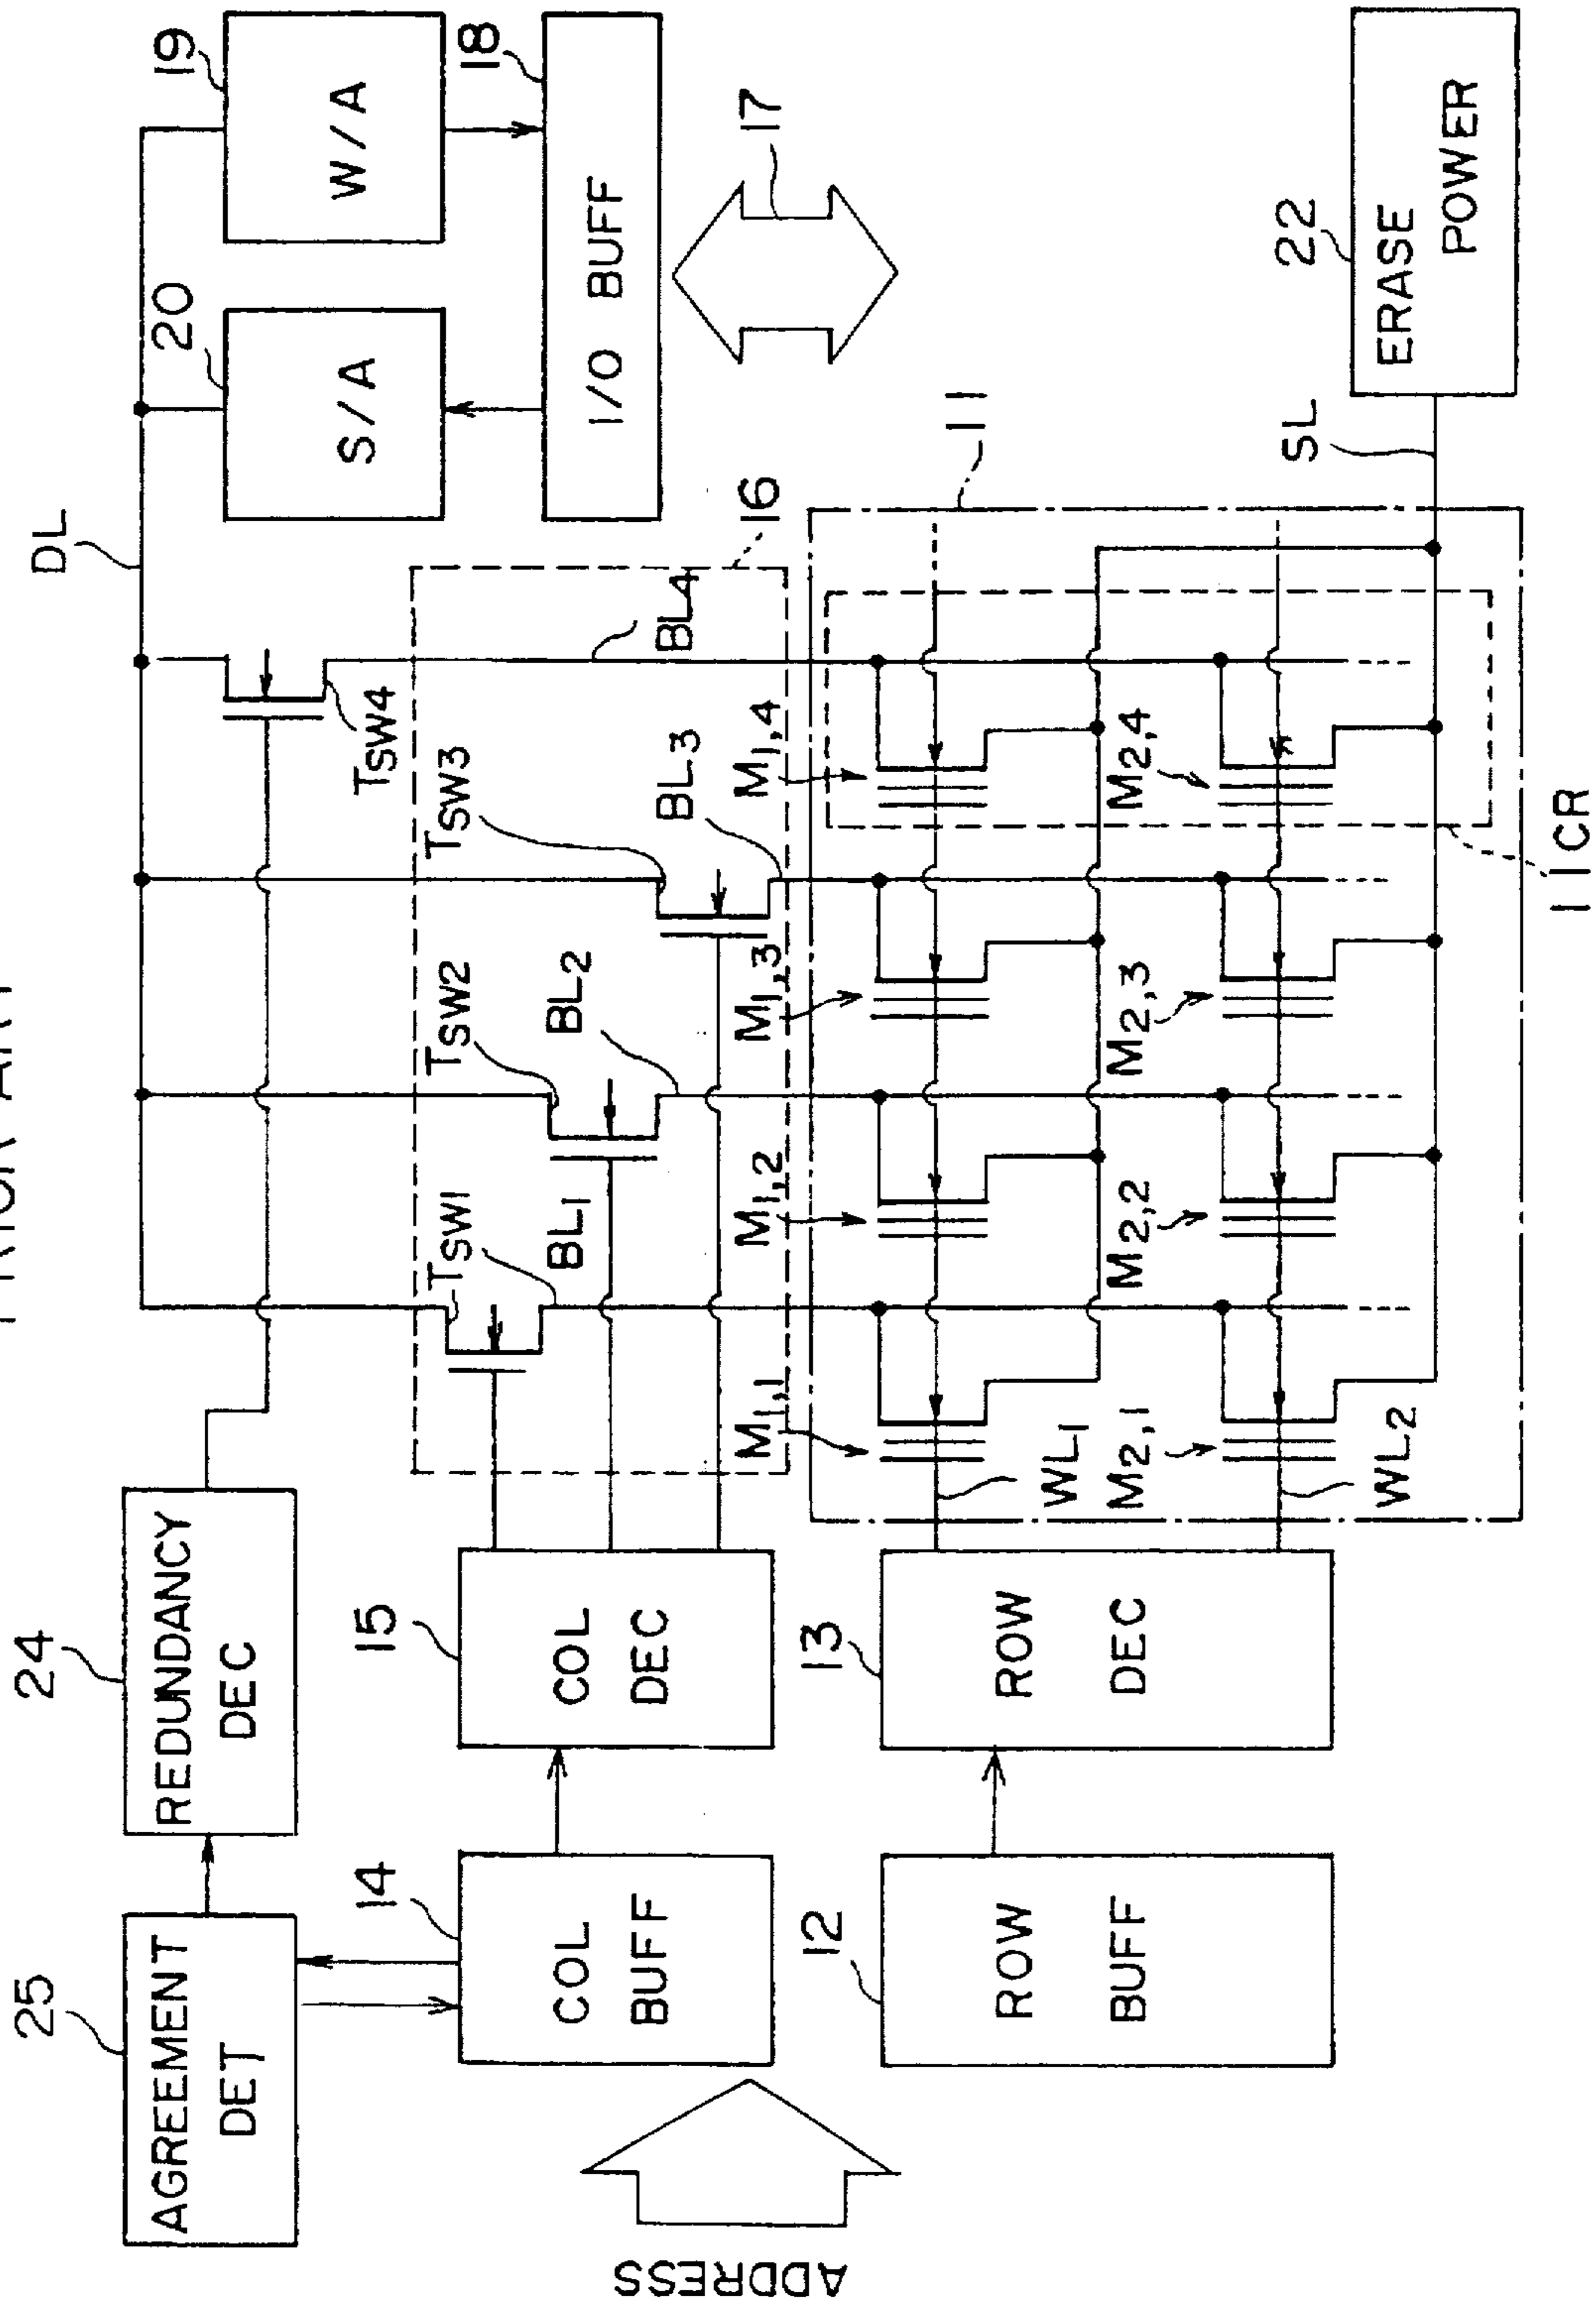 PRIOR ART
25
AGREEMENT
DET
24
REDUNDANCY
DEC
DL
20
S/A
19
W/A
14
COL
BUFF
15
COL
DEC
TSW1
BL1
TSW2
BL2
TSW3
BL3
TSW4
BL4
16
18
I/O BUFF
17
ADDRESS
12
ROW
BUFF
13
ROW
DEC
M1,1
M1,2
M1,3
M1,4
11
WL1
M2,1
M2,2
M2,3
M2,4
WL2
SL
22
ERASE
POWER
11CR